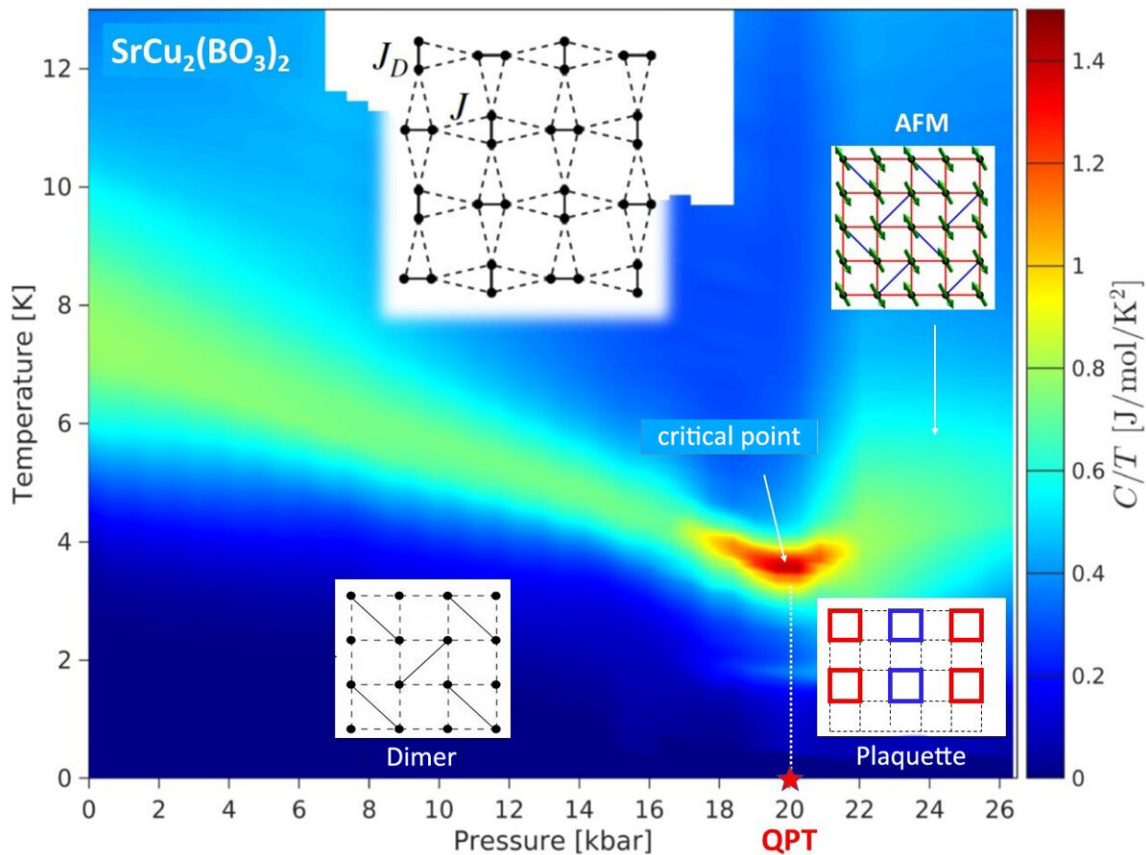 SrCu₂(BO₃)₂
J_D
J
AFM
critical point
Dimer
Plaquette
12
10
8
6
4
2
0
Temperature [K]
0 2 4 6 8 10 12 14 16 18 20 22 24 26
Pressure [kbar]
QPT
1.4
1.2
1
0.8
0.6
0.4
0.2
0
C/T [J/mol/K²]